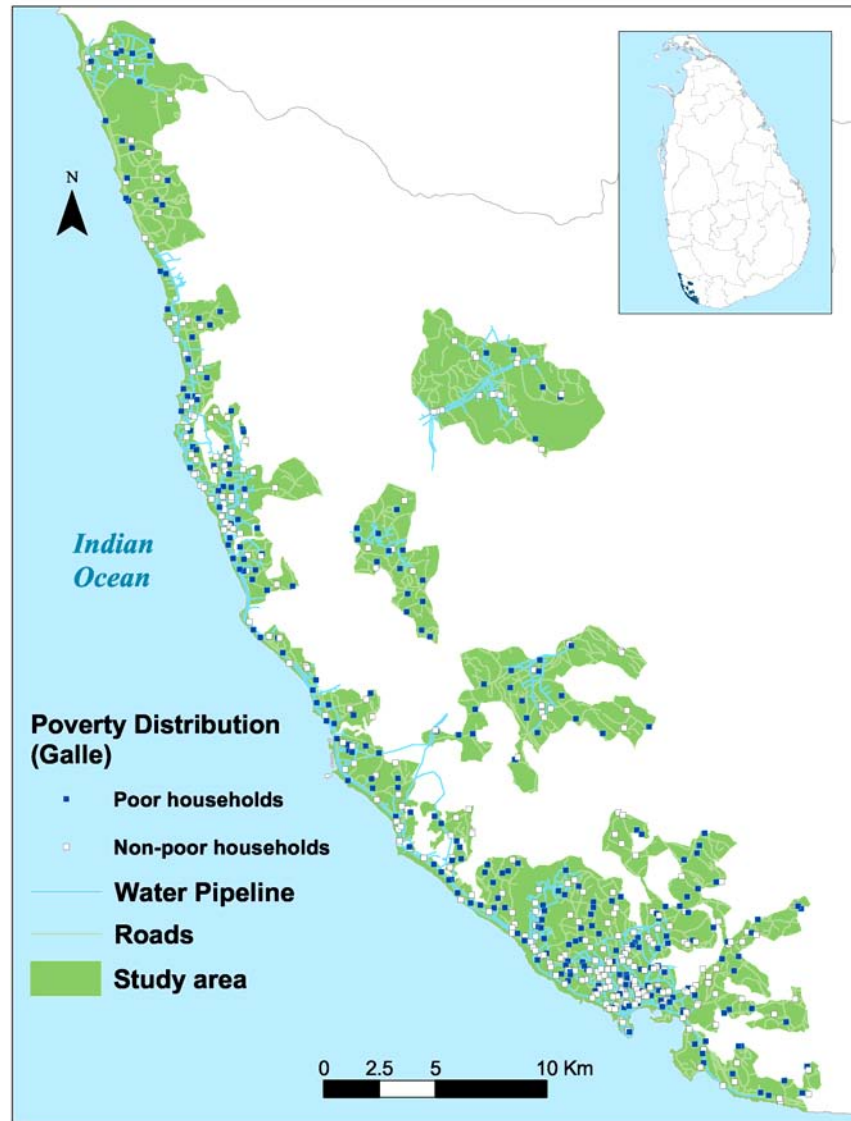 N
Indian
Ocean
Poverty Distribution
(Galle)
Poor households
Non-poor households
Water Pipeline
Roads
Study area
0 2.5 5 10 Km